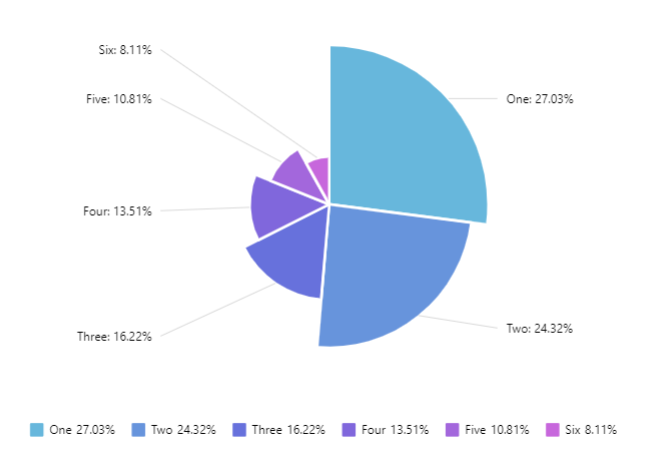 Six: 8.11%
Five: 10.81%
One: 27.03%
Four: 13.51%
Two: 24.32%
Three: 16.22%
One 27.03% Two 24.32% Three 16.22% Four 13.51% Five 10.81% Six 8.11%